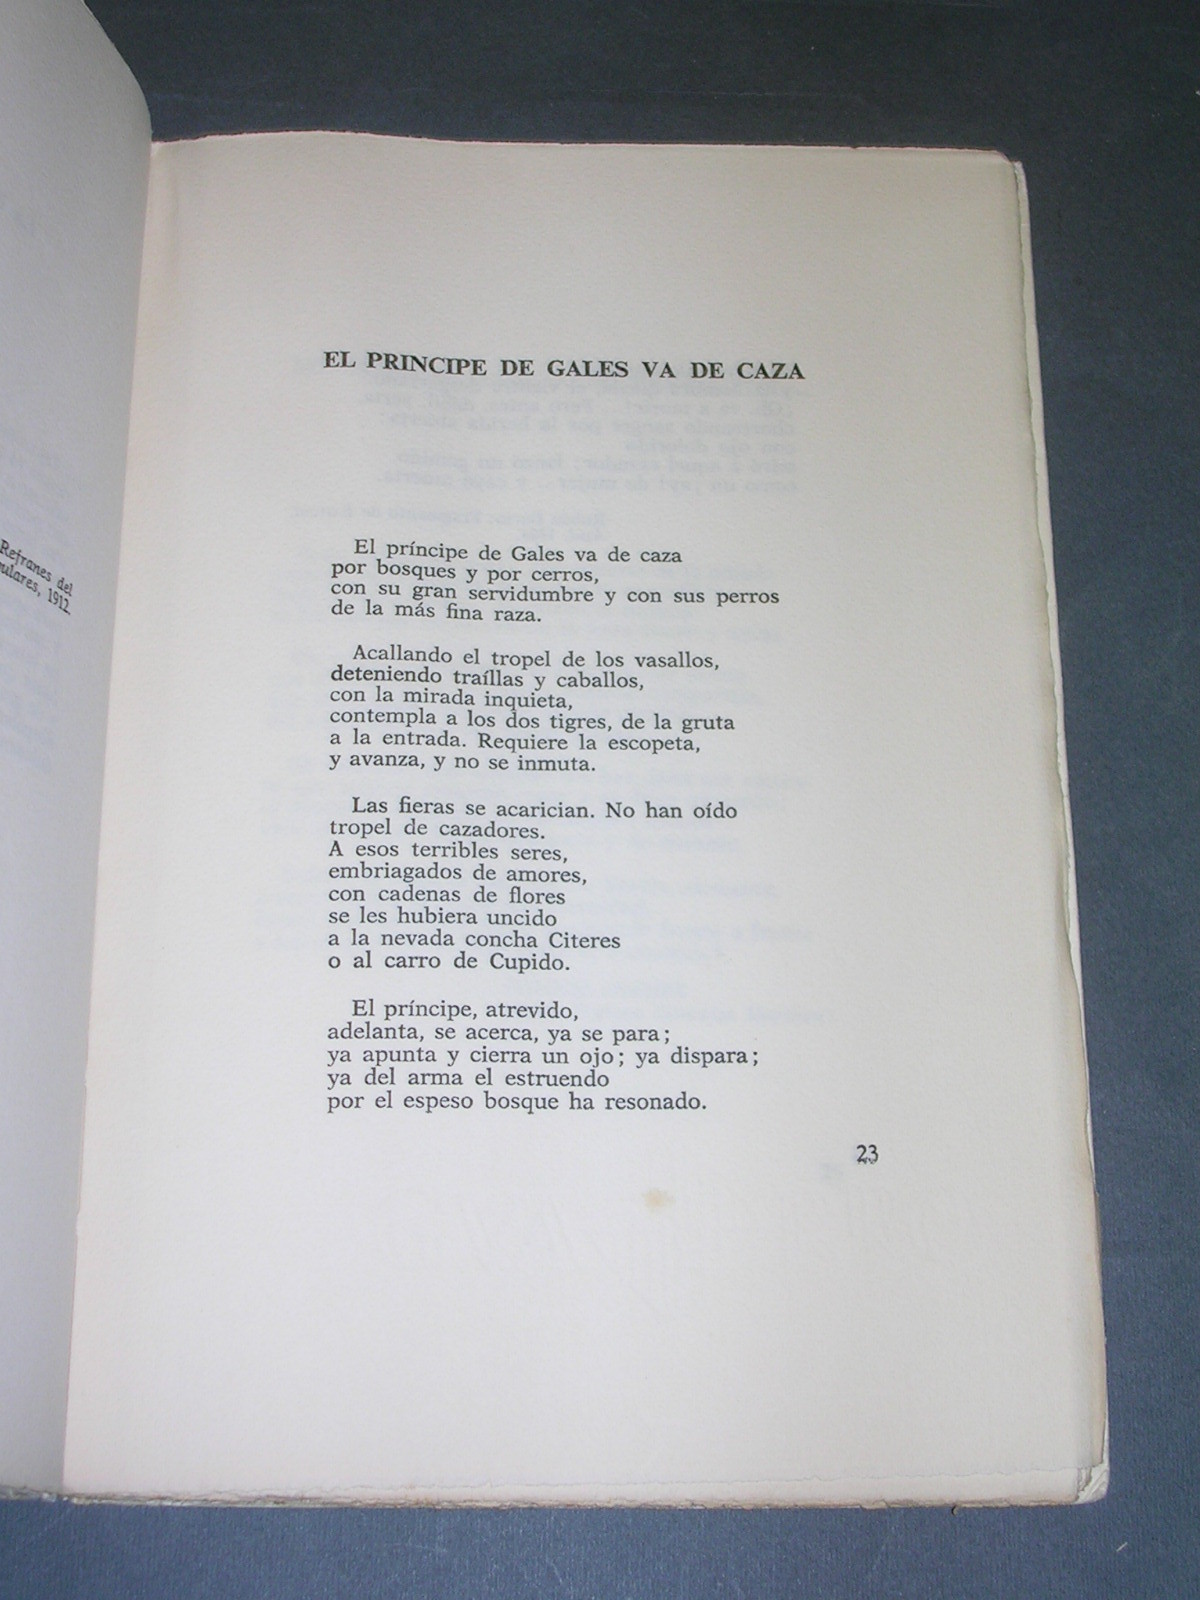 Refranes del
ulares, 1912.
EL PRINCIPE DE GALES VA DE CAZA
El príncipe de Gales va de caza
por bosques y por cerros,
con su gran servidumbre y con sus perros
de la más fina raza.
Acallando el tropel de los vasallos,
deteniendo traíllas y caballos,
con la mirada inquieta,
contempla a los dos tigres, de la gruta
a la entrada. Requiere la escopeta,
y avanza, y no se inmuta.
Las fieras se acarician. No han oído
tropel de cazadores.
A esos terribles seres,
embriagados de amores,
con cadenas de flores
se les hubiera uncido
a la nevada concha Citeres
o al carro de Cupido.
El príncipe, atrevido,
adelanta, se acerca, ya se para;
ya apunta y cierra un ojo; ya dispara;
ya del arma el estruendo
por el espeso bosque ha resonado.
23